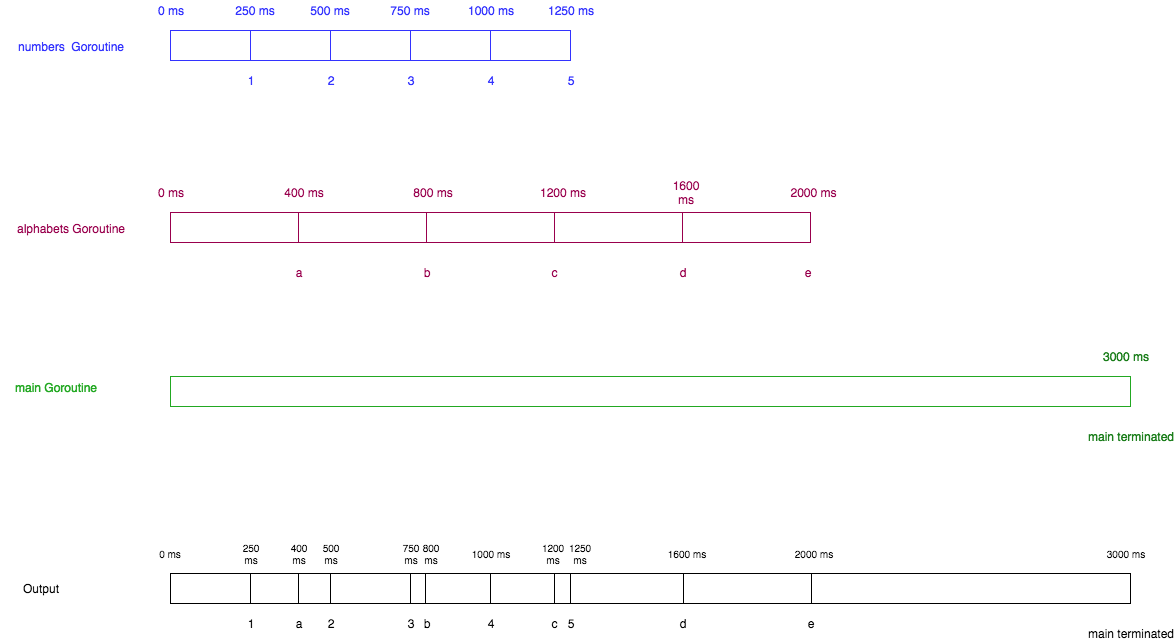 0 ms 250 ms 500 ms 750 ms 1000 ms 1250 ms
numbers Goroutine
1 2 3 4 5
0 ms 400 ms 800 ms 1200 ms 1600 ms 2000 ms
alphabets Goroutine
a b c d e
3000 ms
main Goroutine
main terminated
0 ms 250 ms 400 ms 500 ms 750 ms 800 ms 1000 ms 1200 ms 1250 ms 1600 ms 2000 ms 3000 ms
Output
1 a 2 3 b 4 c 5 d e
main terminated